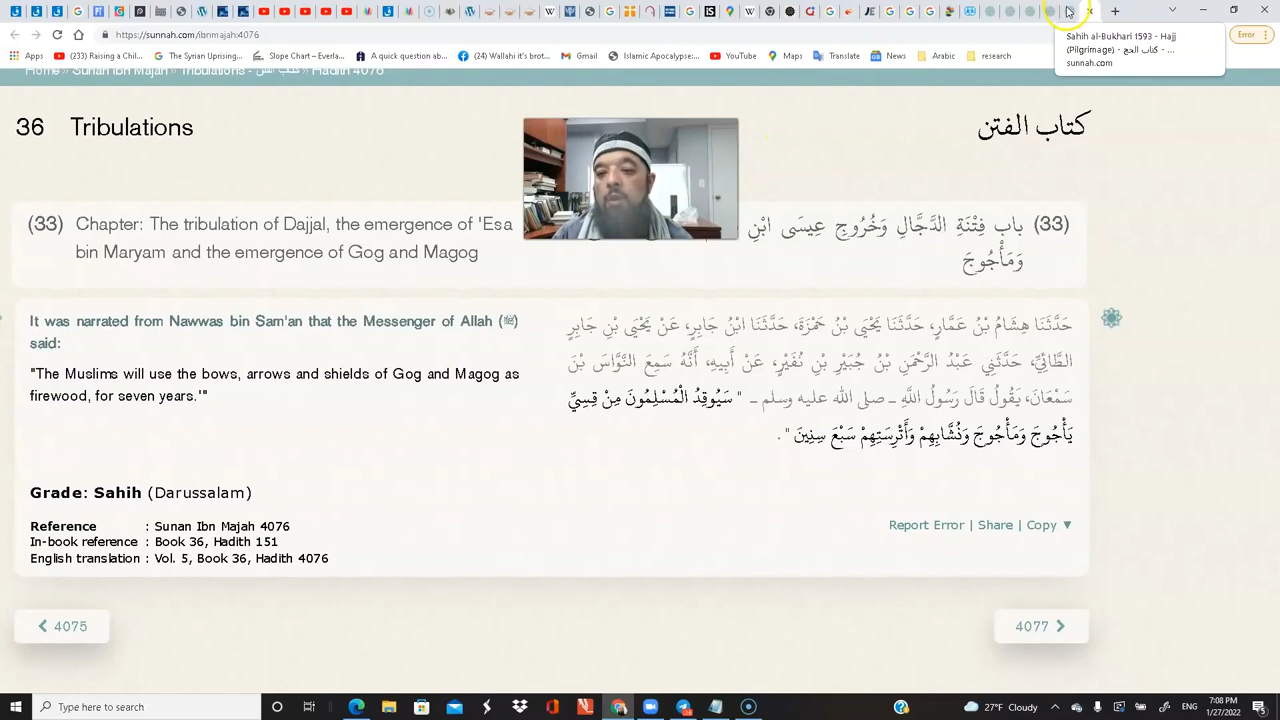 Sahih al-Bukhari 1593 - Hajj
(Pilgrimage) - كتاب الحج - ...
sunnah.com
https://sunnah.com/ibnmajah:4076
Error
Apps
(233) Raising a Chil...
The Syrian Uprising...
Slope Chart – Everla...
A quick question ab...
(24) Wallahi it's brot...
Gmail
Islamic Apocalypse:...
YouTube
Maps
Translate
News
Arabic
research
Home » Sunan Ibn Majah » Tribulations - كتاب الفتن » Hadith 4076
36 Tribulations
كتاب الفتن
(33) Chapter: The tribulation of Dajjal, the emergence of 'Esa
bin Maryam and the emergence of Gog and Magog
(33) باب فِتْنَةِ الدَّجَّالِ وَخُرُوجِ عِيسَى ابْنِ
وَمَأْجُوجَ
It was narrated from Nawwas bin Sam'an that the Messenger of Allah (ﷺ)
said:
"The Muslims will use the bows, arrows and shields of Gog and Magog as
firewood, for seven years.'"
حَدَّثَنَا هِشَامُ بْنُ عَمَّارٍ، حَدَّثَنَا يَحْيَى بْنُ حَمْزَةَ، حَدَّثَنَا ابْنُ جَابِرٍ، عَنْ يَحْيَى بْنِ جَابِرٍ
الطَّائِيِّ، حَدَّثَنِي عَبْدُ الرَّحْمَنِ بْنُ جُبَيْرِ بْنِ نُفَيْرٍ، عَنْ أَبِيهِ، أَنَّهُ سَمِعَ النَّوَّاسَ بْنَ
سَمْعَانَ، يَقُولُ قَالَ رَسُولُ اللَّهِ ـ صلى الله عليه وسلم ـ " سَيُوقِدُ الْمُسْلِمُونَ مِنْ قِسِيِّ
يَأْجُوجَ وَمَأْجُوجَ وَنُشَّابِهِمْ وَأَتْرِسَتِهِمْ سَبْعَ سِنِينَ " .
Grade: Sahih (Darussalam)
Reference : Sunan Ibn Majah 4076
In-book reference : Book 36, Hadith 151
English translation : Vol. 5, Book 36, Hadith 4076
Report Error | Share | Copy ▼
4075
4077
Type here to search
27°F Cloudy
ENG
7:08 PM
1/27/2022